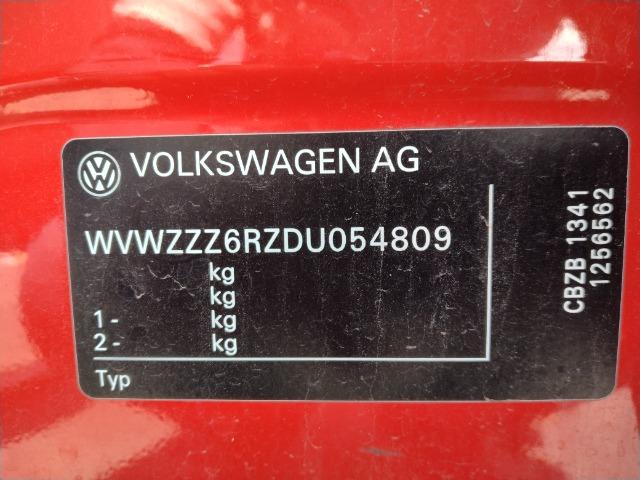 VOLKSWAGEN AG
WVWZZZ6RZDU054809
kg
kg
1- kg
2- kg
Typ
CBZB 1341
1256562